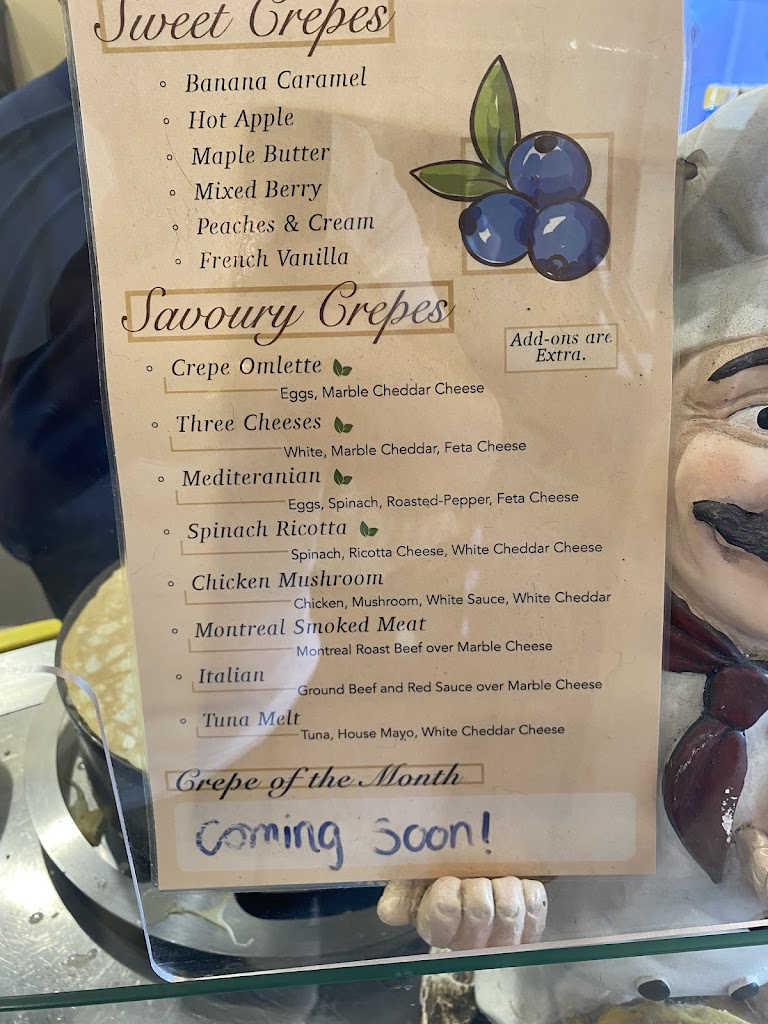 Sweet Crepes
Banana Caramel
Hot Apple
Maple Butter
Mixed Berry
Peaches & Cream
French Vanilla
Savoury Crepes
Add-ons are
Extra.
Crepe Omlette
Eggs, Marble Cheddar Cheese
Three Cheeses
White, Marble Cheddar, Feta Cheese
Mediteranian
Eggs, Spinach, Roasted-Pepper, Feta Cheese
Spinach Ricotta
Spinach, Ricotta Cheese, White Cheddar Cheese
Chicken Mushroom
Chicken, Mushroom, White Sauce, White Cheddar
Montreal Smoked Meat
Montreal Roast Beef over Marble Cheese
Italian
Ground Beef and Red Sauce over Marble Cheese
Tuna Melt
Tuna, House Mayo, White Cheddar Cheese
Crepe of the Month
Coming Soon!